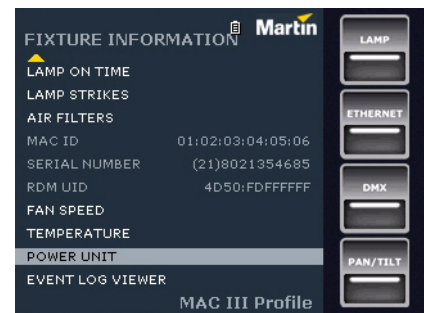 Martin
FIXTURE INFORMATION
LAMP ON TIME
LAMP STRIKES
AIR FILTERS
MAC ID 01:02:03:04:05:06
SERIAL NUMBER (21)8021354685
RDM UID 4D50:FDFFFFFF
FAN SPEED
TEMPERATURE
POWER UNIT
EVENT LOG VIEWER
MAC III Profile
LAMP
ETHERNET
DMX
PAN/TILT